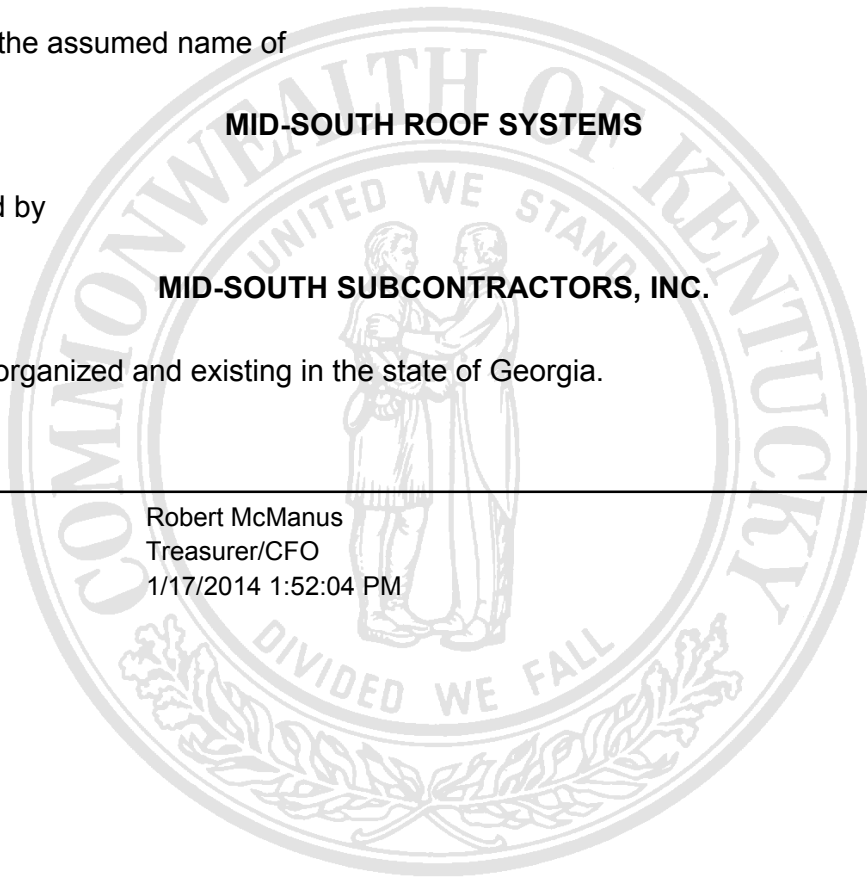 the assumed name of
MID-SOUTH ROOF SYSTEMS
d by
MID-SOUTH SUBCONTRACTORS, INC.
organized and existing in the state of Georgia.
Robert McManus
Treasurer/CFO
1/17/2014 1:52:04 PM
COMMONWEALTH OF KENTUCKY
UNITED WE STAND
DIVIDED WE FALL